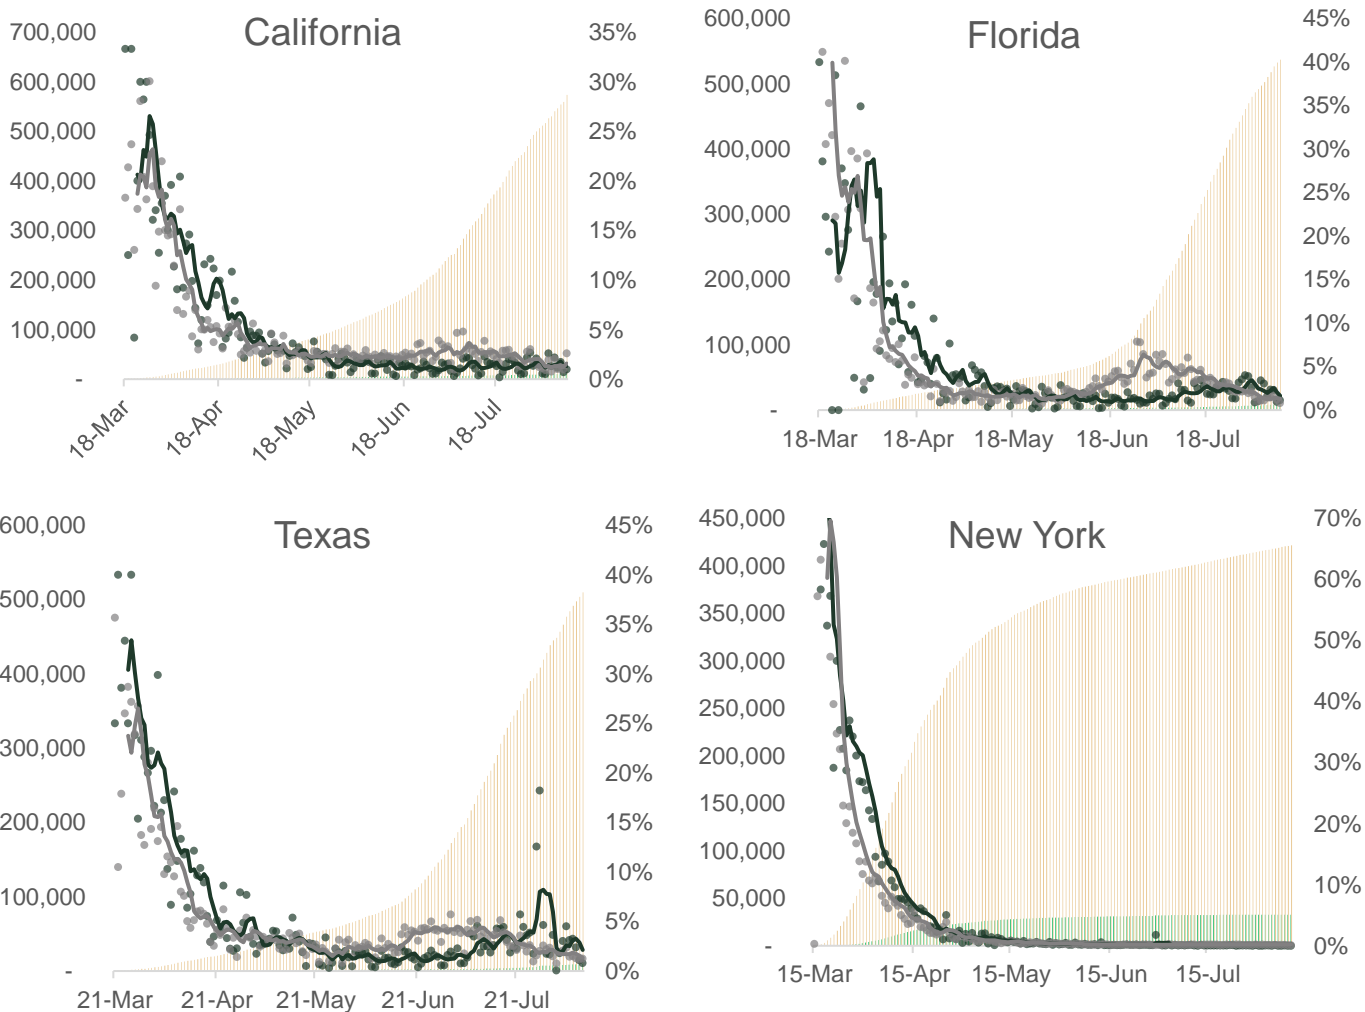 California
700,000
600,000
500,000
400,000
300,000
200,000
100,000
-
35%
30%
25%
20%
15%
10%
5%
0%
18-Mar
18-Apr
18-May
18-Jun
18-Jul
Florida
600,000
500,000
400,000
300,000
200,000
100,000
-
45%
40%
35%
30%
25%
20%
15%
10%
5%
0%
18-Mar
18-Apr
18-May
18-Jun
18-Jul
Texas
600,000
500,000
400,000
300,000
200,000
100,000
-
45%
40%
35%
30%
25%
20%
15%
10%
5%
0%
21-Mar
21-Apr
21-May
21-Jun
21-Jul
New York
450,000
400,000
350,000
300,000
250,000
200,000
150,000
100,000
50,000
-
70%
60%
50%
40%
30%
20%
10%
0%
15-Mar
15-Apr
15-May
15-Jun
15-Jul